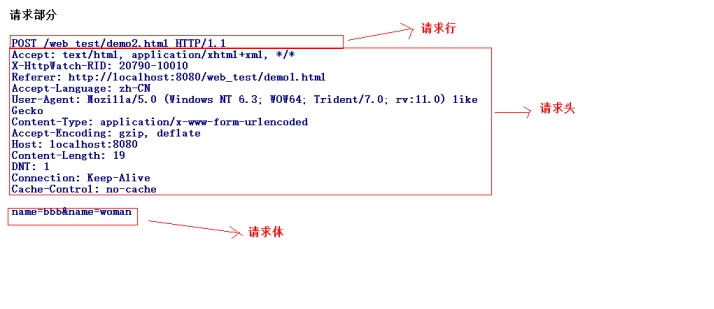 请求部分
请求行
POST /web_test/demo2.html HTTP/1.1
Accept: text/html, application/xhtml+xml, */*
X-HttpWatch-RID: 20790-10010
Referer: http://localhost:8080/web_test/demo1.html
Accept-Language: zh-CN
User-Agent: Mozilla/5.0 (Windows NT 6.3; WOW64; Trident/7.0; rv:11.0) like
Gecko
请求头
Content-Type: application/x-www-form-urlencoded
Accept-Encoding: gzip, deflate
Host: localhost:8080
Content-Length: 19
DNT: 1
Connection: Keep-Alive
Cache-Control: no-cache
name=bbb&name=woman
请求休